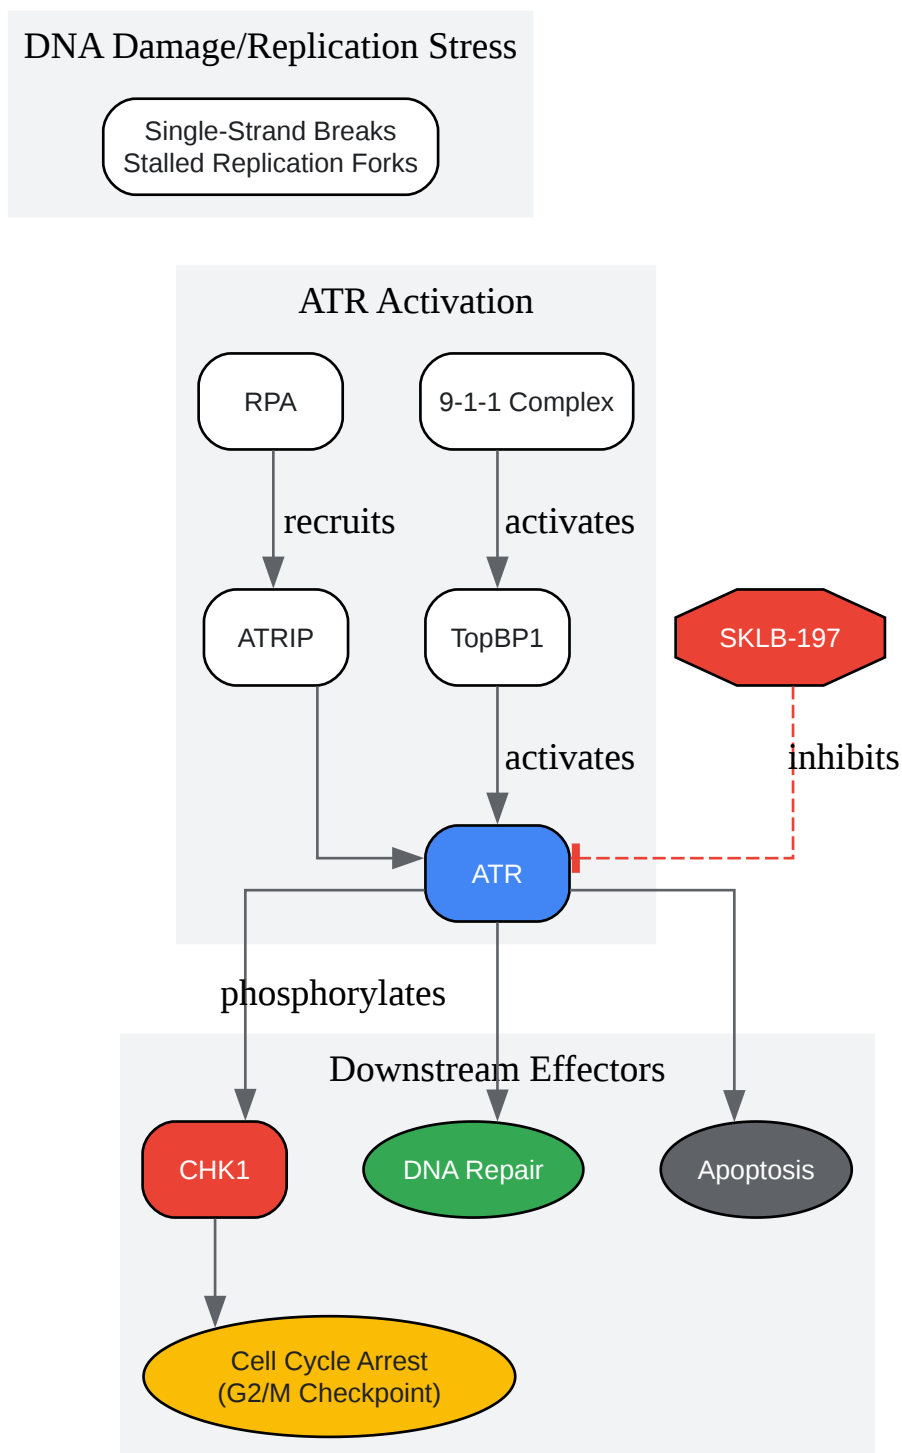 DNA Damage/Replication Stress
Single-Strand Breaks
Stalled Replication Forks
ATR Activation
RPA
9-1-1 Complex
recruits
activates
ATRIP
TopBP1
SKLB-197
activates
inhibits
ATR
phosphorylates
Downstream Effectors
CHK1
DNA Repair
Apoptosis
Cell Cycle Arrest
(G2/M Checkpoint)